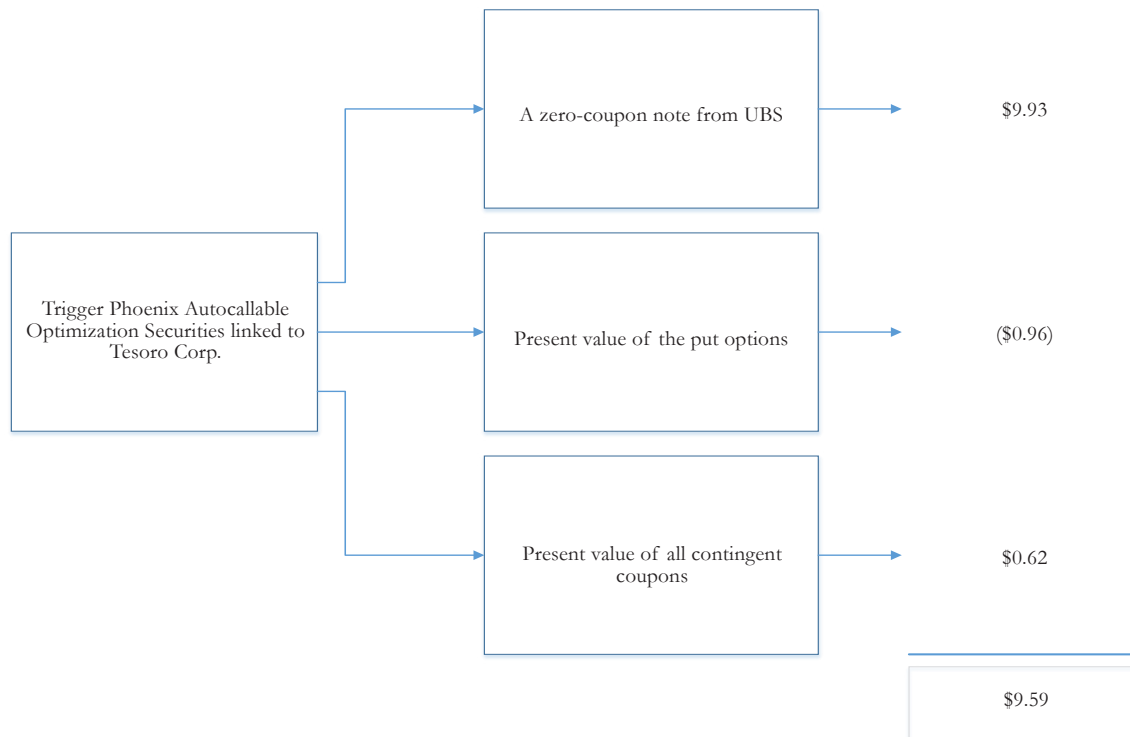 A zero-coupon note from UBS
$9.93
Trigger Phoenix Autocallable
Optimization Securities linked to
Tesoro Corp.
Present value of the put options
($0.96)
Present value of all contingent
coupons
$0.62
$9.59